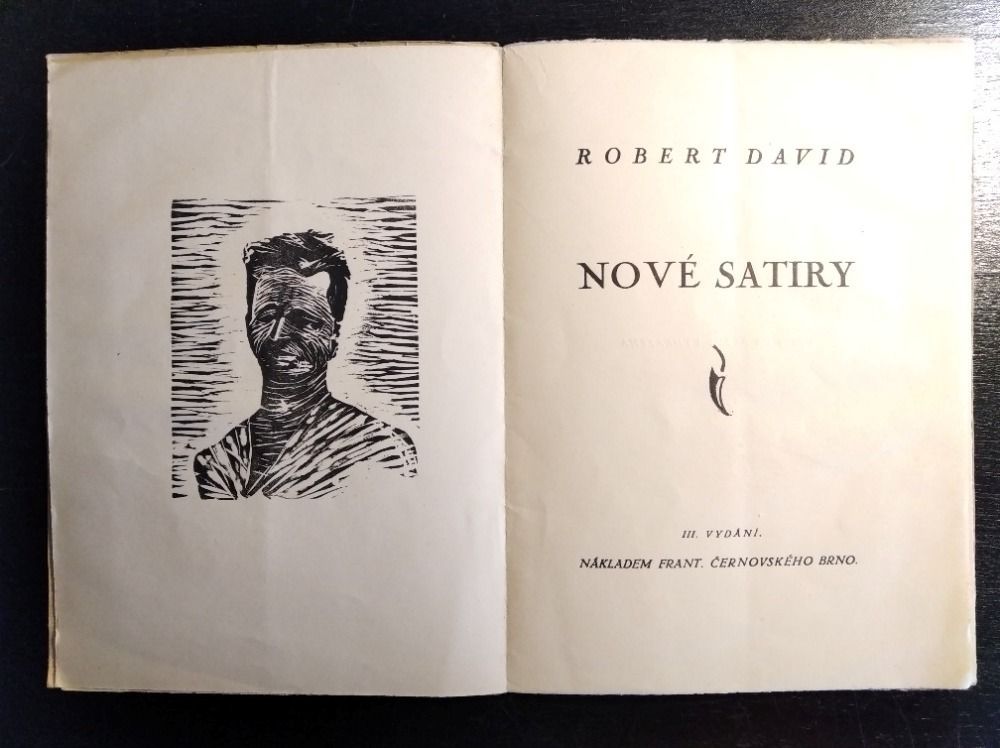 ROBERT DAVID
NOVÉ SATIRY
III. VYDÁNÍ.
NÁKLADEM FRANT. ČERNOVSKÉHO BRNO.